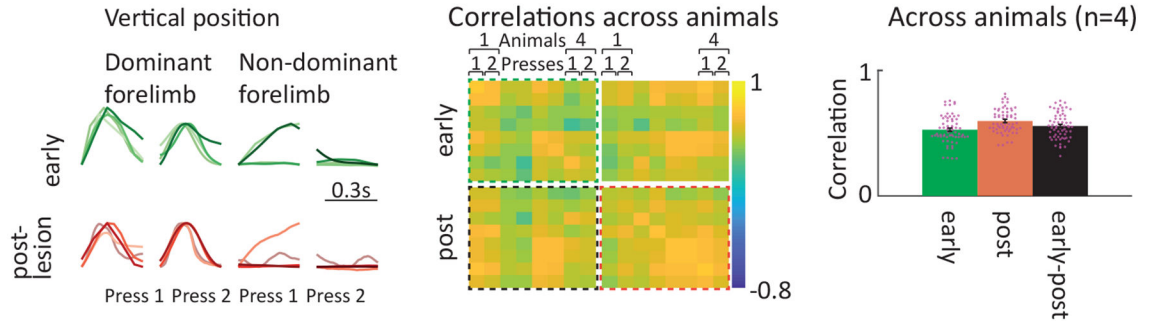 Vertical position
Dominant forelimb
Non-dominant forelimb
early
0.3s
post-lesion
Press 1 Press 2 Press 1 Press 2
Correlations across animals
1 Animals 4 1 4
1 2 Presses 1 2 1 2 1 2
early
post
1
-0.8
Across animals (n=4)
Correlation
1
0
early
post
early-post